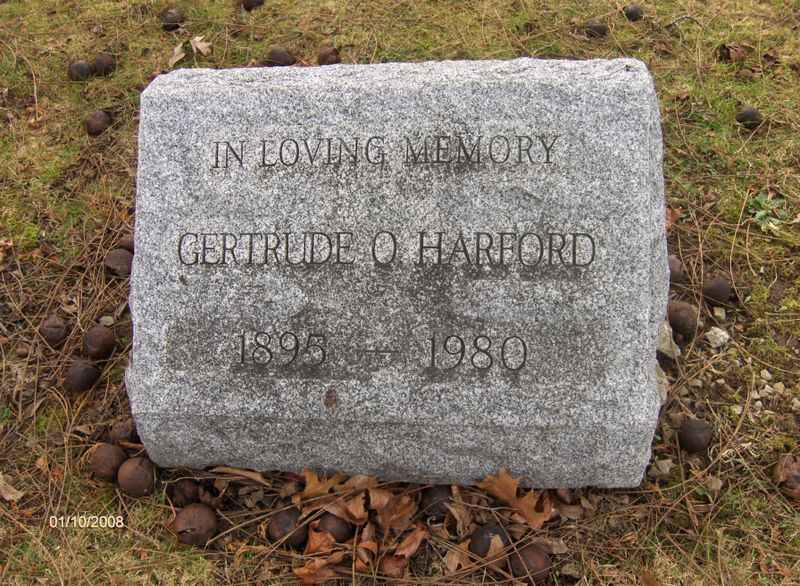 IN LOVING MEMORY
GERTRUDE O HARFORD
1895 — 1980
01/10/2008